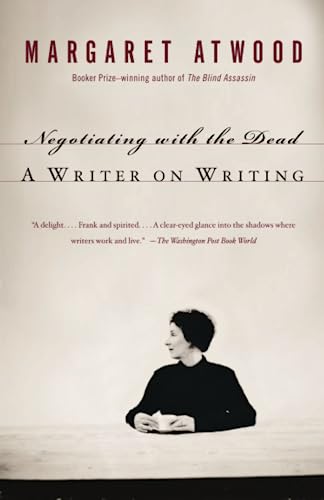 MARGARET ATWOOD
Booker Prize–winning author of The Blind Assassin
Negotiating with the Dead
A WRITER ON WRITING
"A delight. . . . Frank and spirited. . . . A clear-eyed glance into the shadows where
writers work and live." —The Washington Post Book World